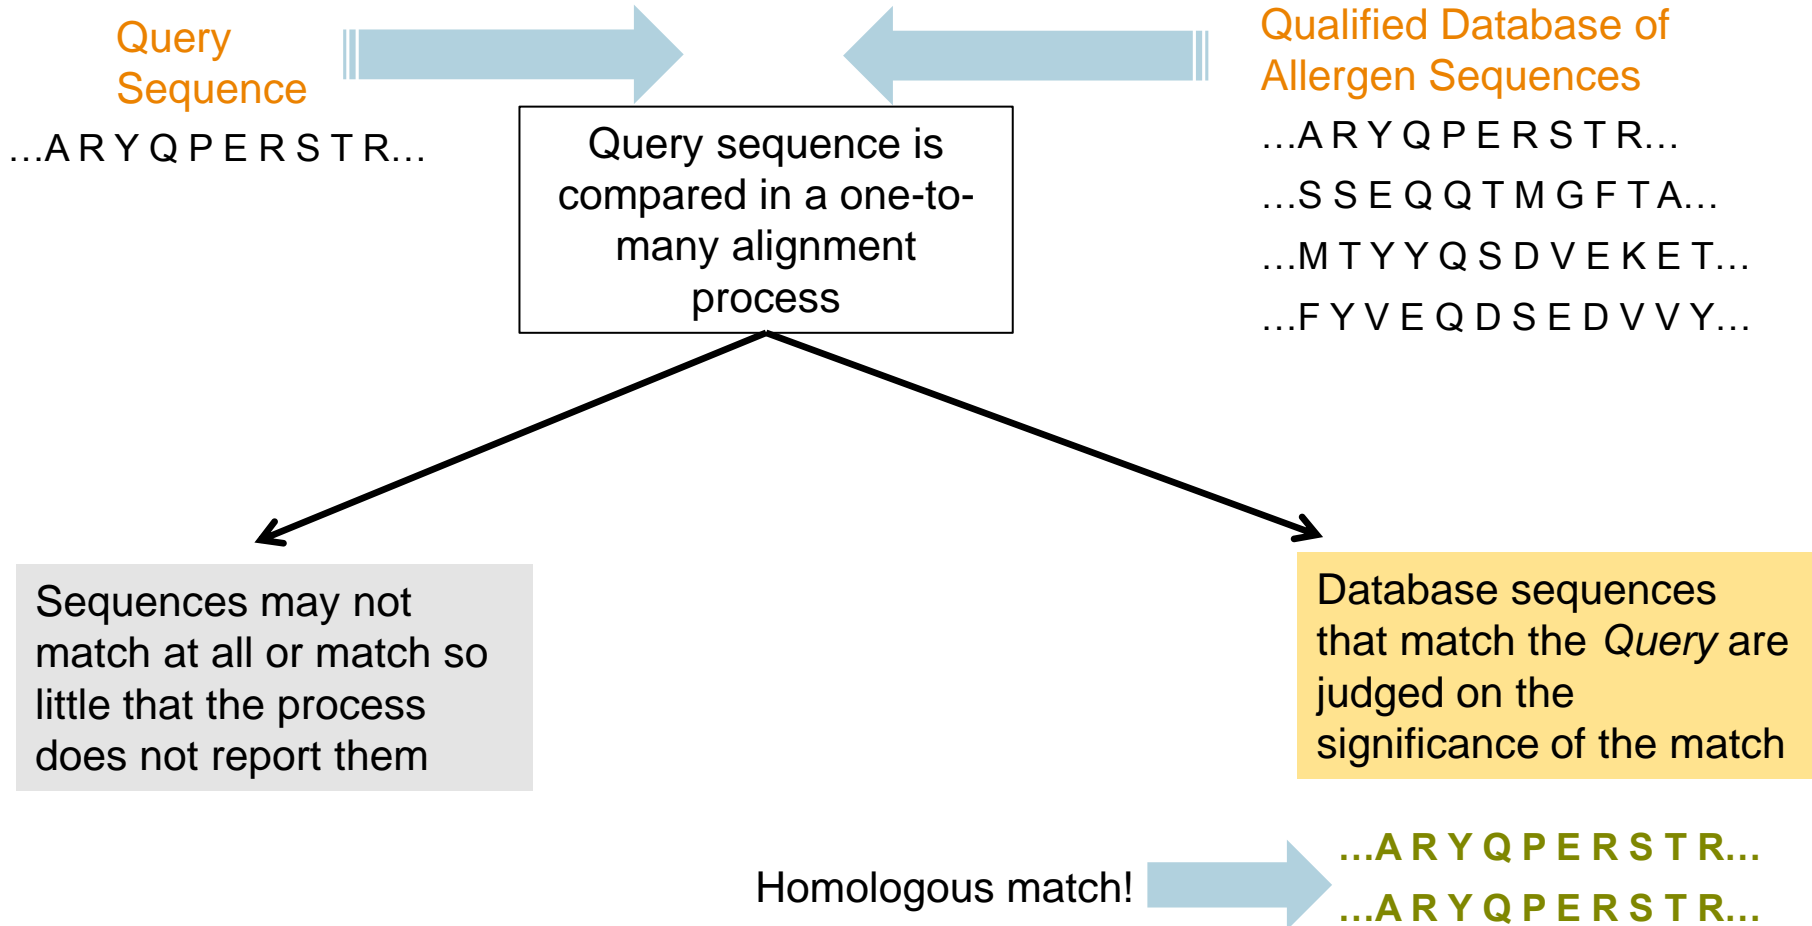 Query
Sequence
…A R Y Q P E R S T R…
Qualified Database of
Allergen Sequences
…A R Y Q P E R S T R…
…S S E Q Q T M G F T A…
…M T Y Y Q S D V E K E T…
…F Y V E Q D S E D V V Y…
Query sequence is
compared in a one-to-
many alignment
process
Sequences may not
match at all or match so
little that the process
does not report them
Database sequences
that match the Query are
judged on the
significance of the match
Homologous match!
…A R Y Q P E R S T R…
…A R Y Q P E R S T R…